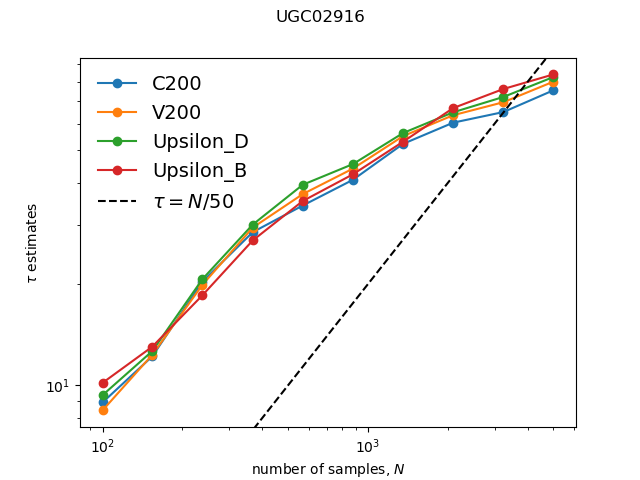 UGC02916
C200
V200
Upsilon_D
Upsilon_B
τ = N/50
τ estimates
10¹
10² 10³
number of samples, N